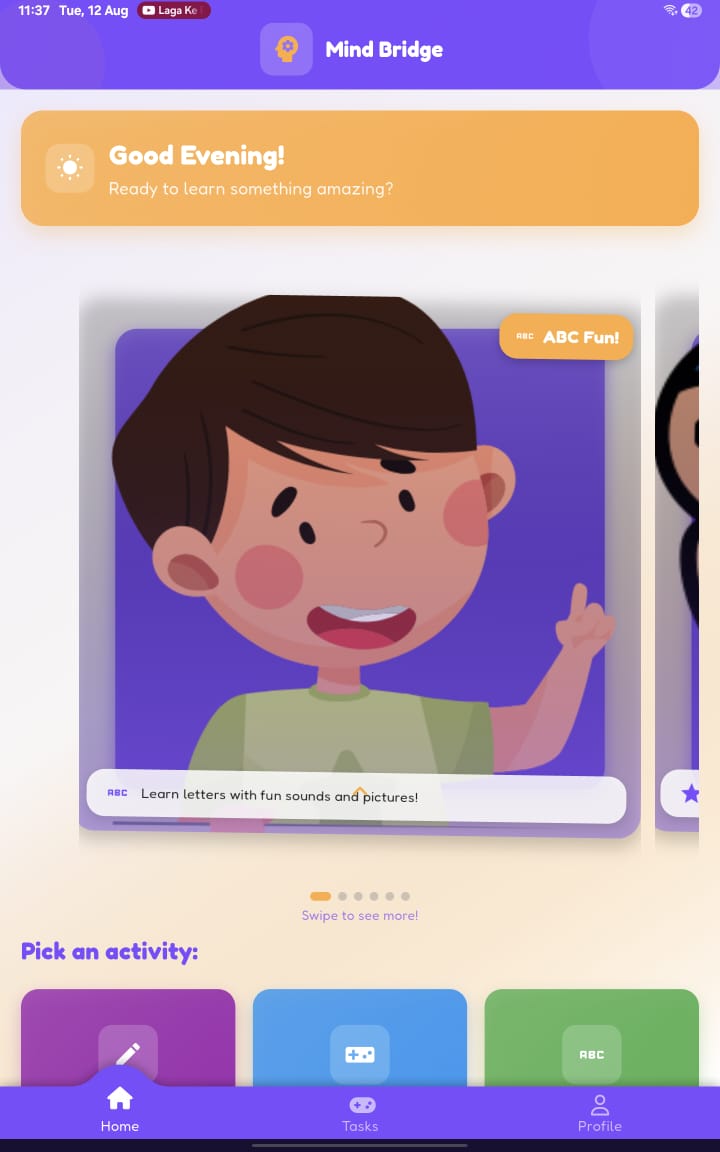 11:37 Tue, 12 Aug Laga Ke 42
Mind Bridge
Good Evening!
Ready to learn something amazing?
ABC ABC Fun!
ABC Learn letters with fun sounds and pictures!
Swipe to see more!
Pick an activity:
ABC
Home Tasks Profile